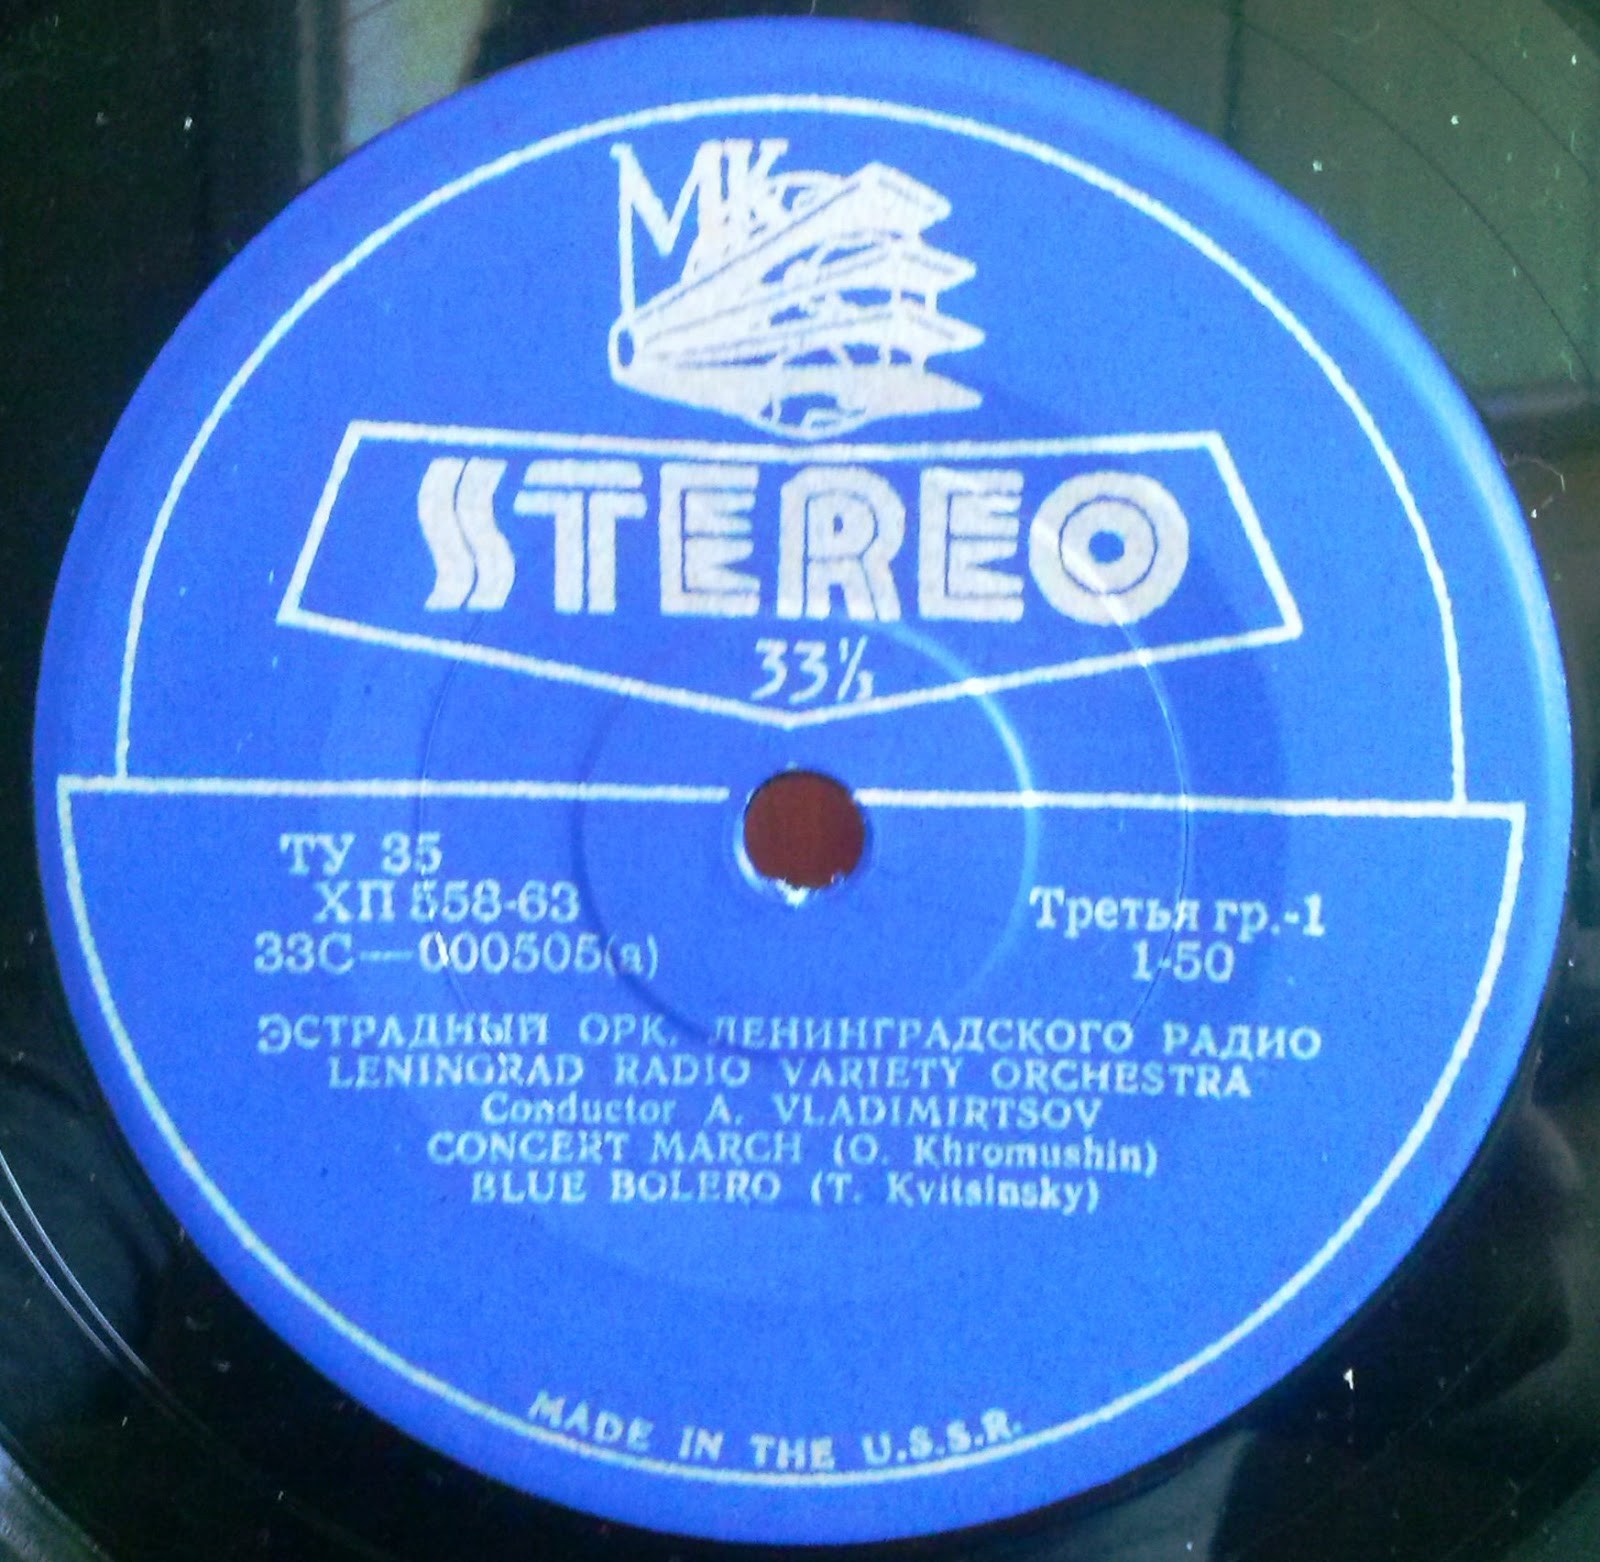 МК
STEREO
33⅓
ТУ 35
ХП 558-63
33С—000505(а)
Третья гр.-1
1-50
ЭСТРАДНЫЙ ОРК. ЛЕНИНГРАДСКОГО РАДИО
LENINGRAD RADIO VARIETY ORCHESTRA
Conductor A. VLADIMIRTSOV
CONCERT MARCH (O. Khromushin)
BLUE BOLERO (T. Kvitsinsky)
MADE IN THE U.S.S.R.